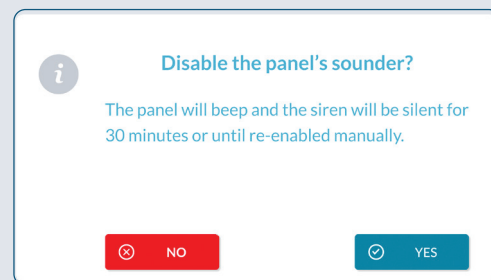 Disable the panel's sounder?
The panel will beep and the siren will be silent for
30 minutes or until re-enabled manually.
NO
YES